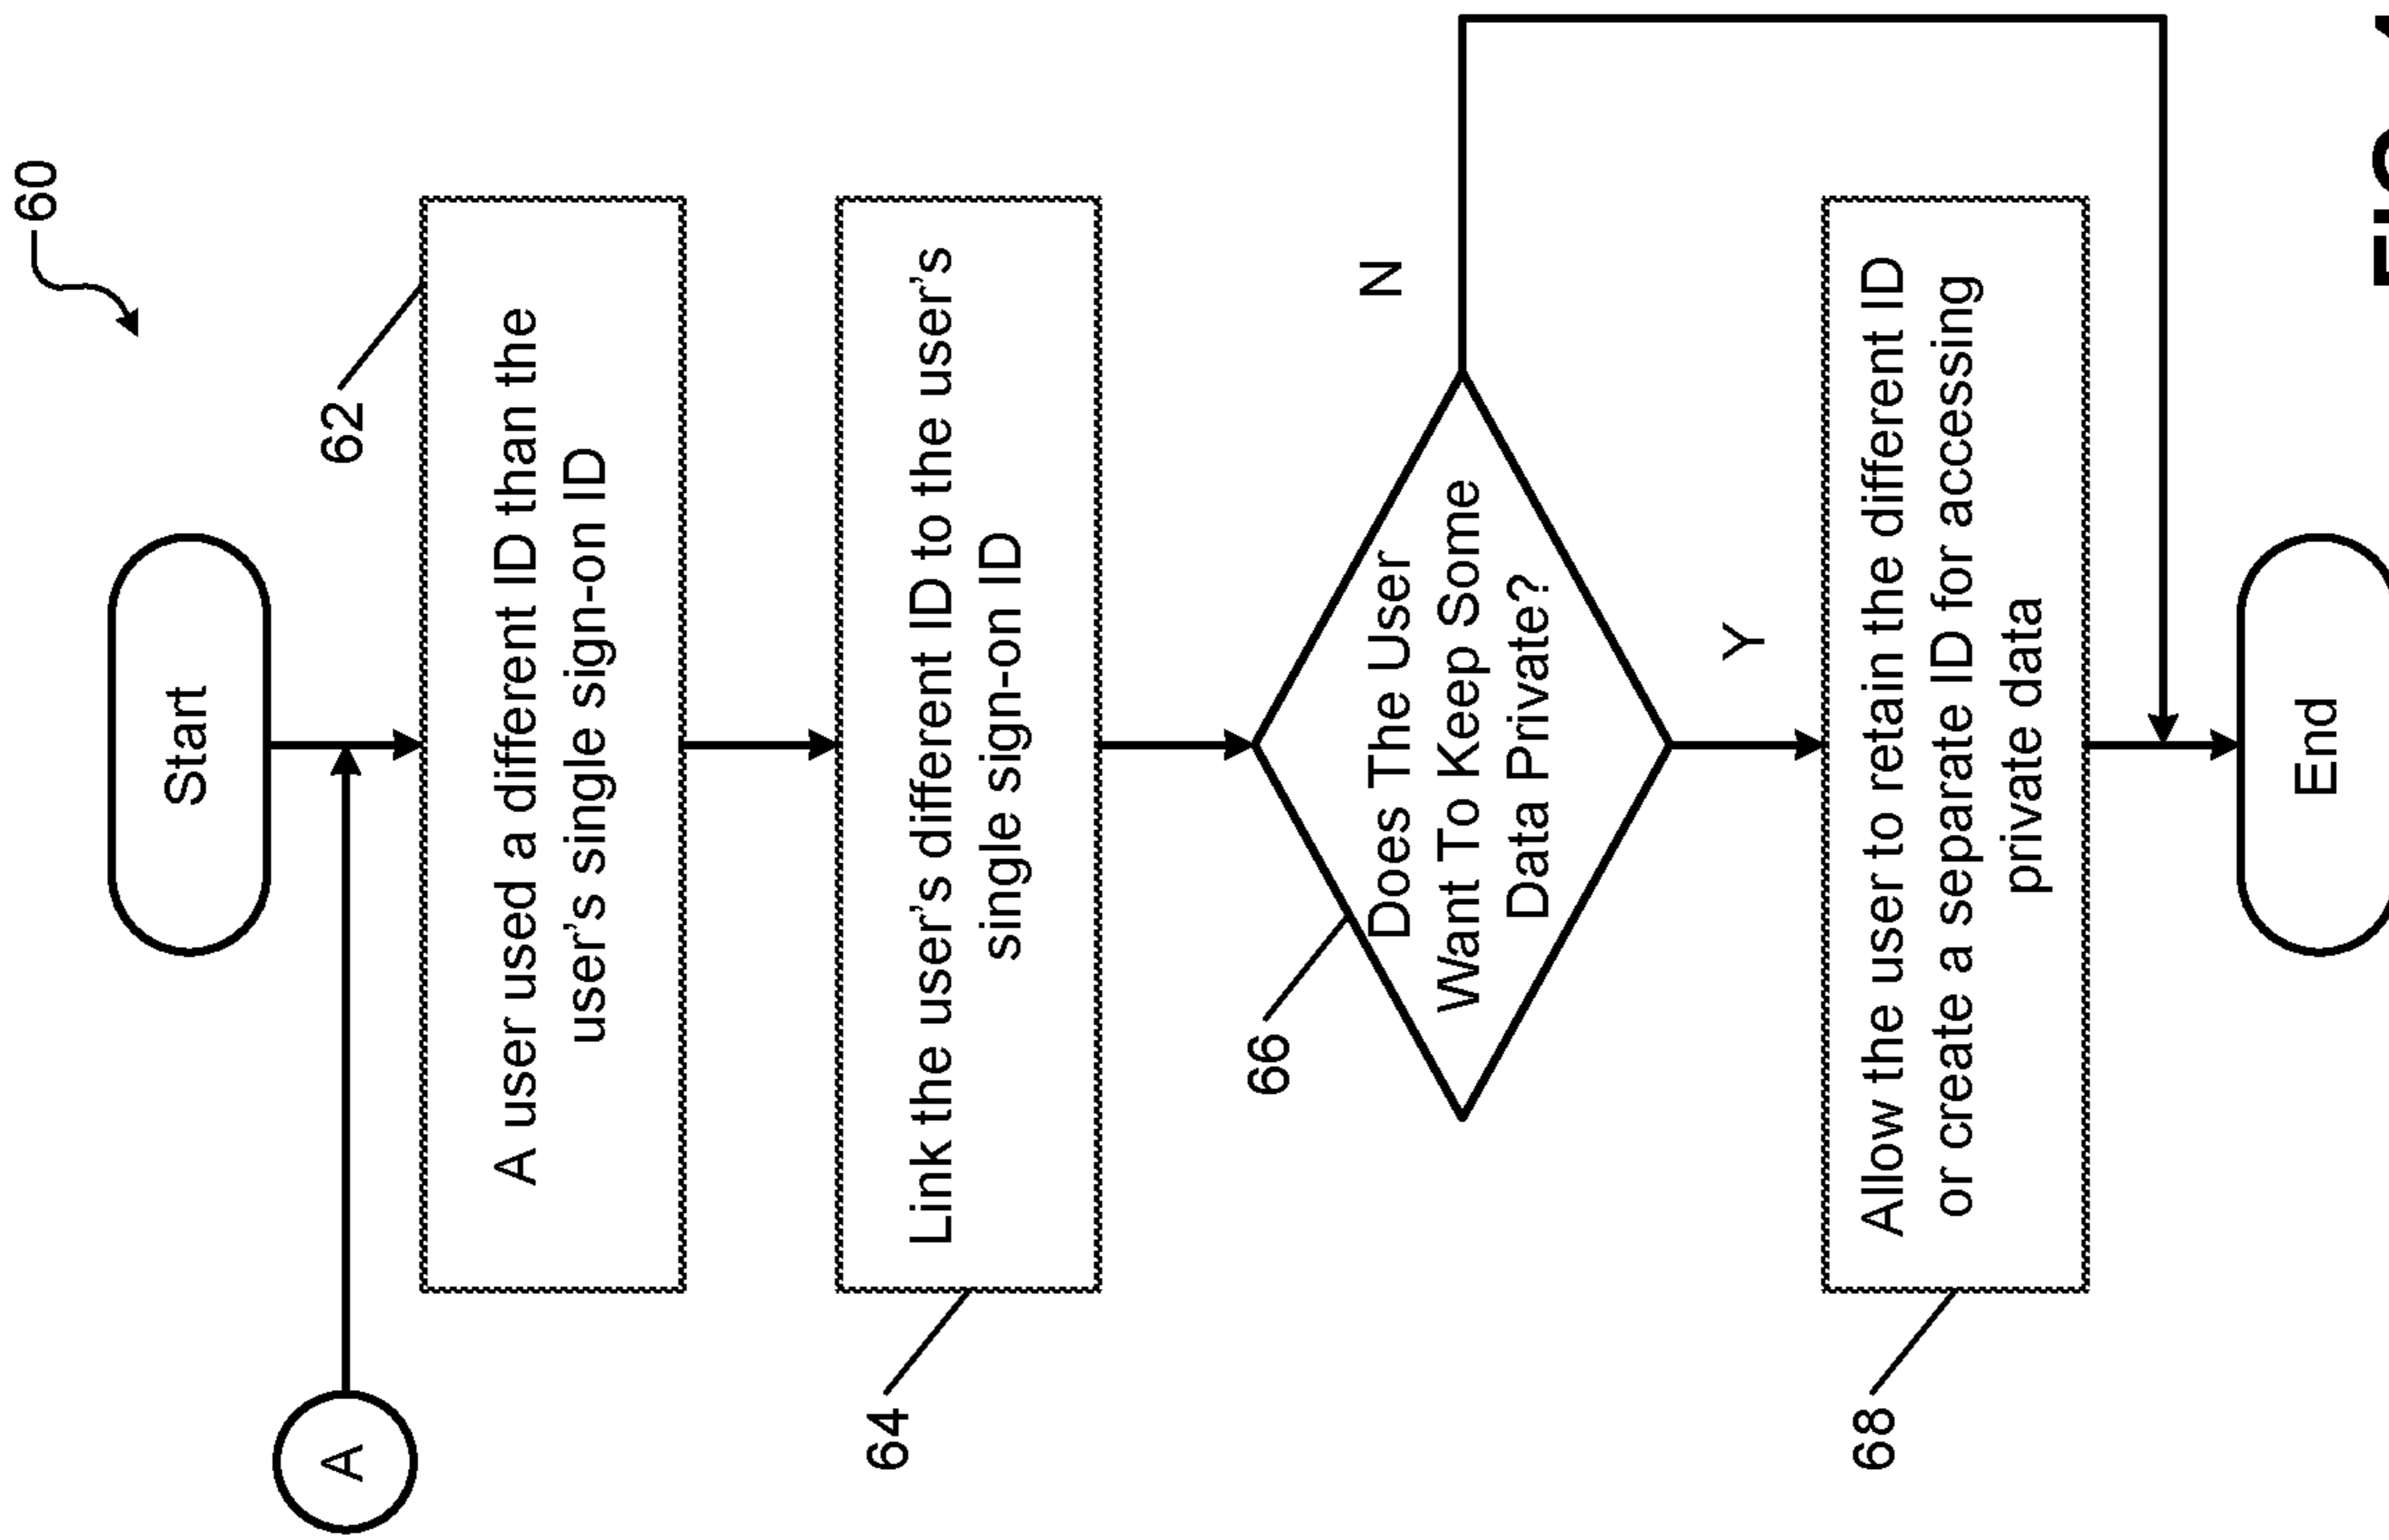 60
Start
A
62
A user used a different ID than the
user's single sign-on ID
64
Link the user's different ID to the user's
single sign-on ID
66
Does The User
Want To Keep Some
Data Private?
N
Y
68
Allow the user to retain the different ID
or create a separate ID for accessing
private data
End